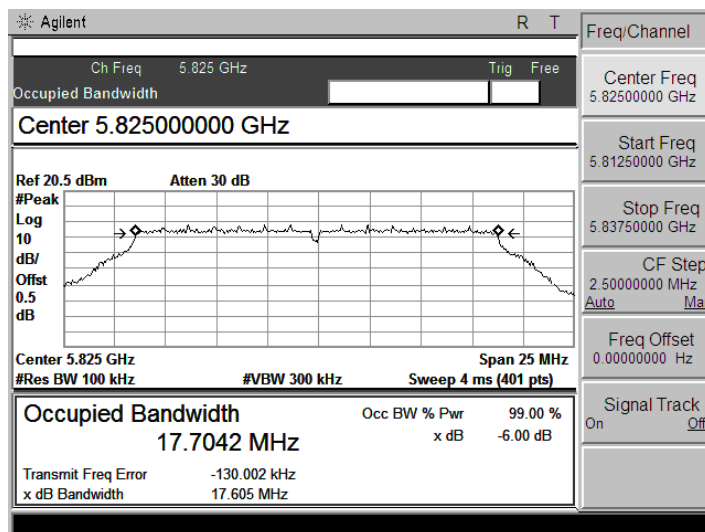 Agilent R T
Freq/Channel
Ch Freq 5.825 GHz Trig Free
Occupied Bandwidth
Center 5.825000000 GHz
Ref 20.5 dBm Atten 30 dB
#Peak
Log
10
dB/
Offst
0.5
dB
Center 5.825 GHz Span 25 MHz
#Res BW 100 kHz #VBW 300 kHz Sweep 4 ms (401 pts)
Occupied Bandwidth Occ BW % Pwr 99.00 %
17.7042 MHz x dB -6.00 dB
Transmit Freq Error -130.002 kHz
x dB Bandwidth 17.605 MHz
Center Freq
5.82500000 GHz
Start Freq
5.81250000 GHz
Stop Freq
5.83750000 GHz
CF Step
2.50000000 MHz
Auto Ma
Freq Offset
0.00000000 Hz
Signal Track
On Off